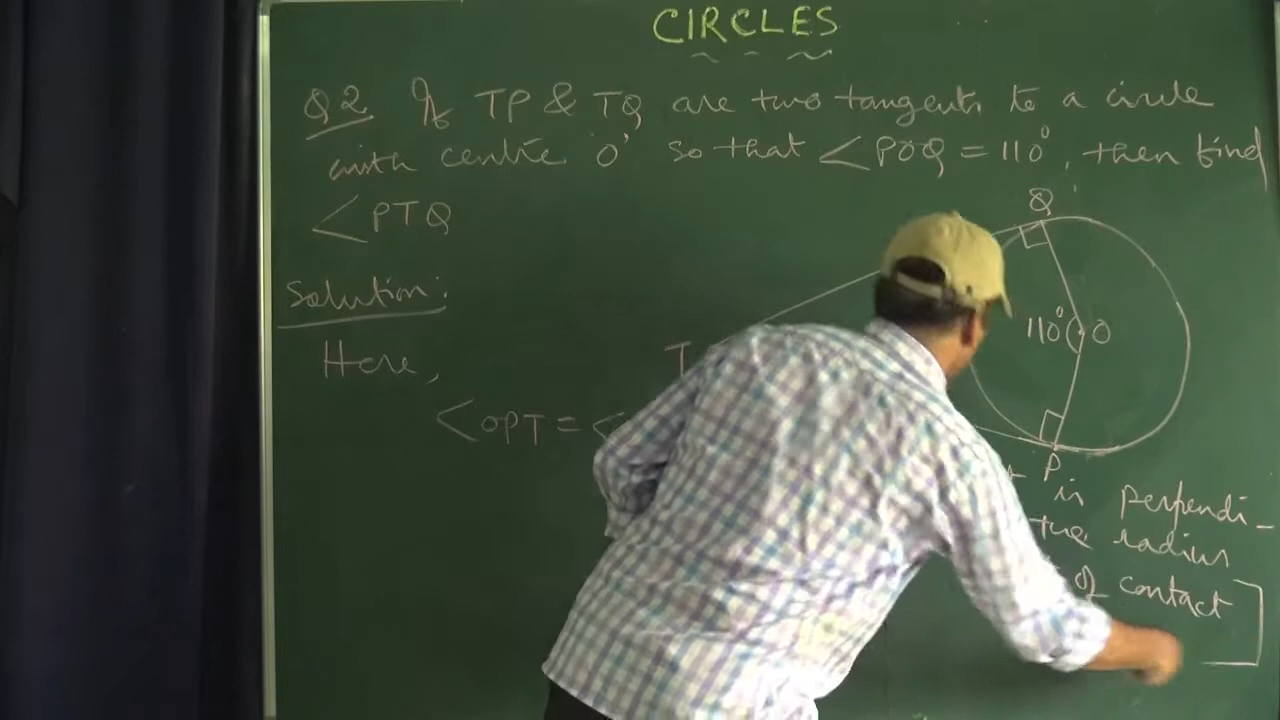 CIRCLES
Q2 If TP & TQ are two tangents to a circle
with centre 'O' so that ∠POQ = 110°, then find
∠PTQ
Solution:
Here,
∠OPT = ∠
Q
110°
O
T
P
is perpendi-
the radius
of contact